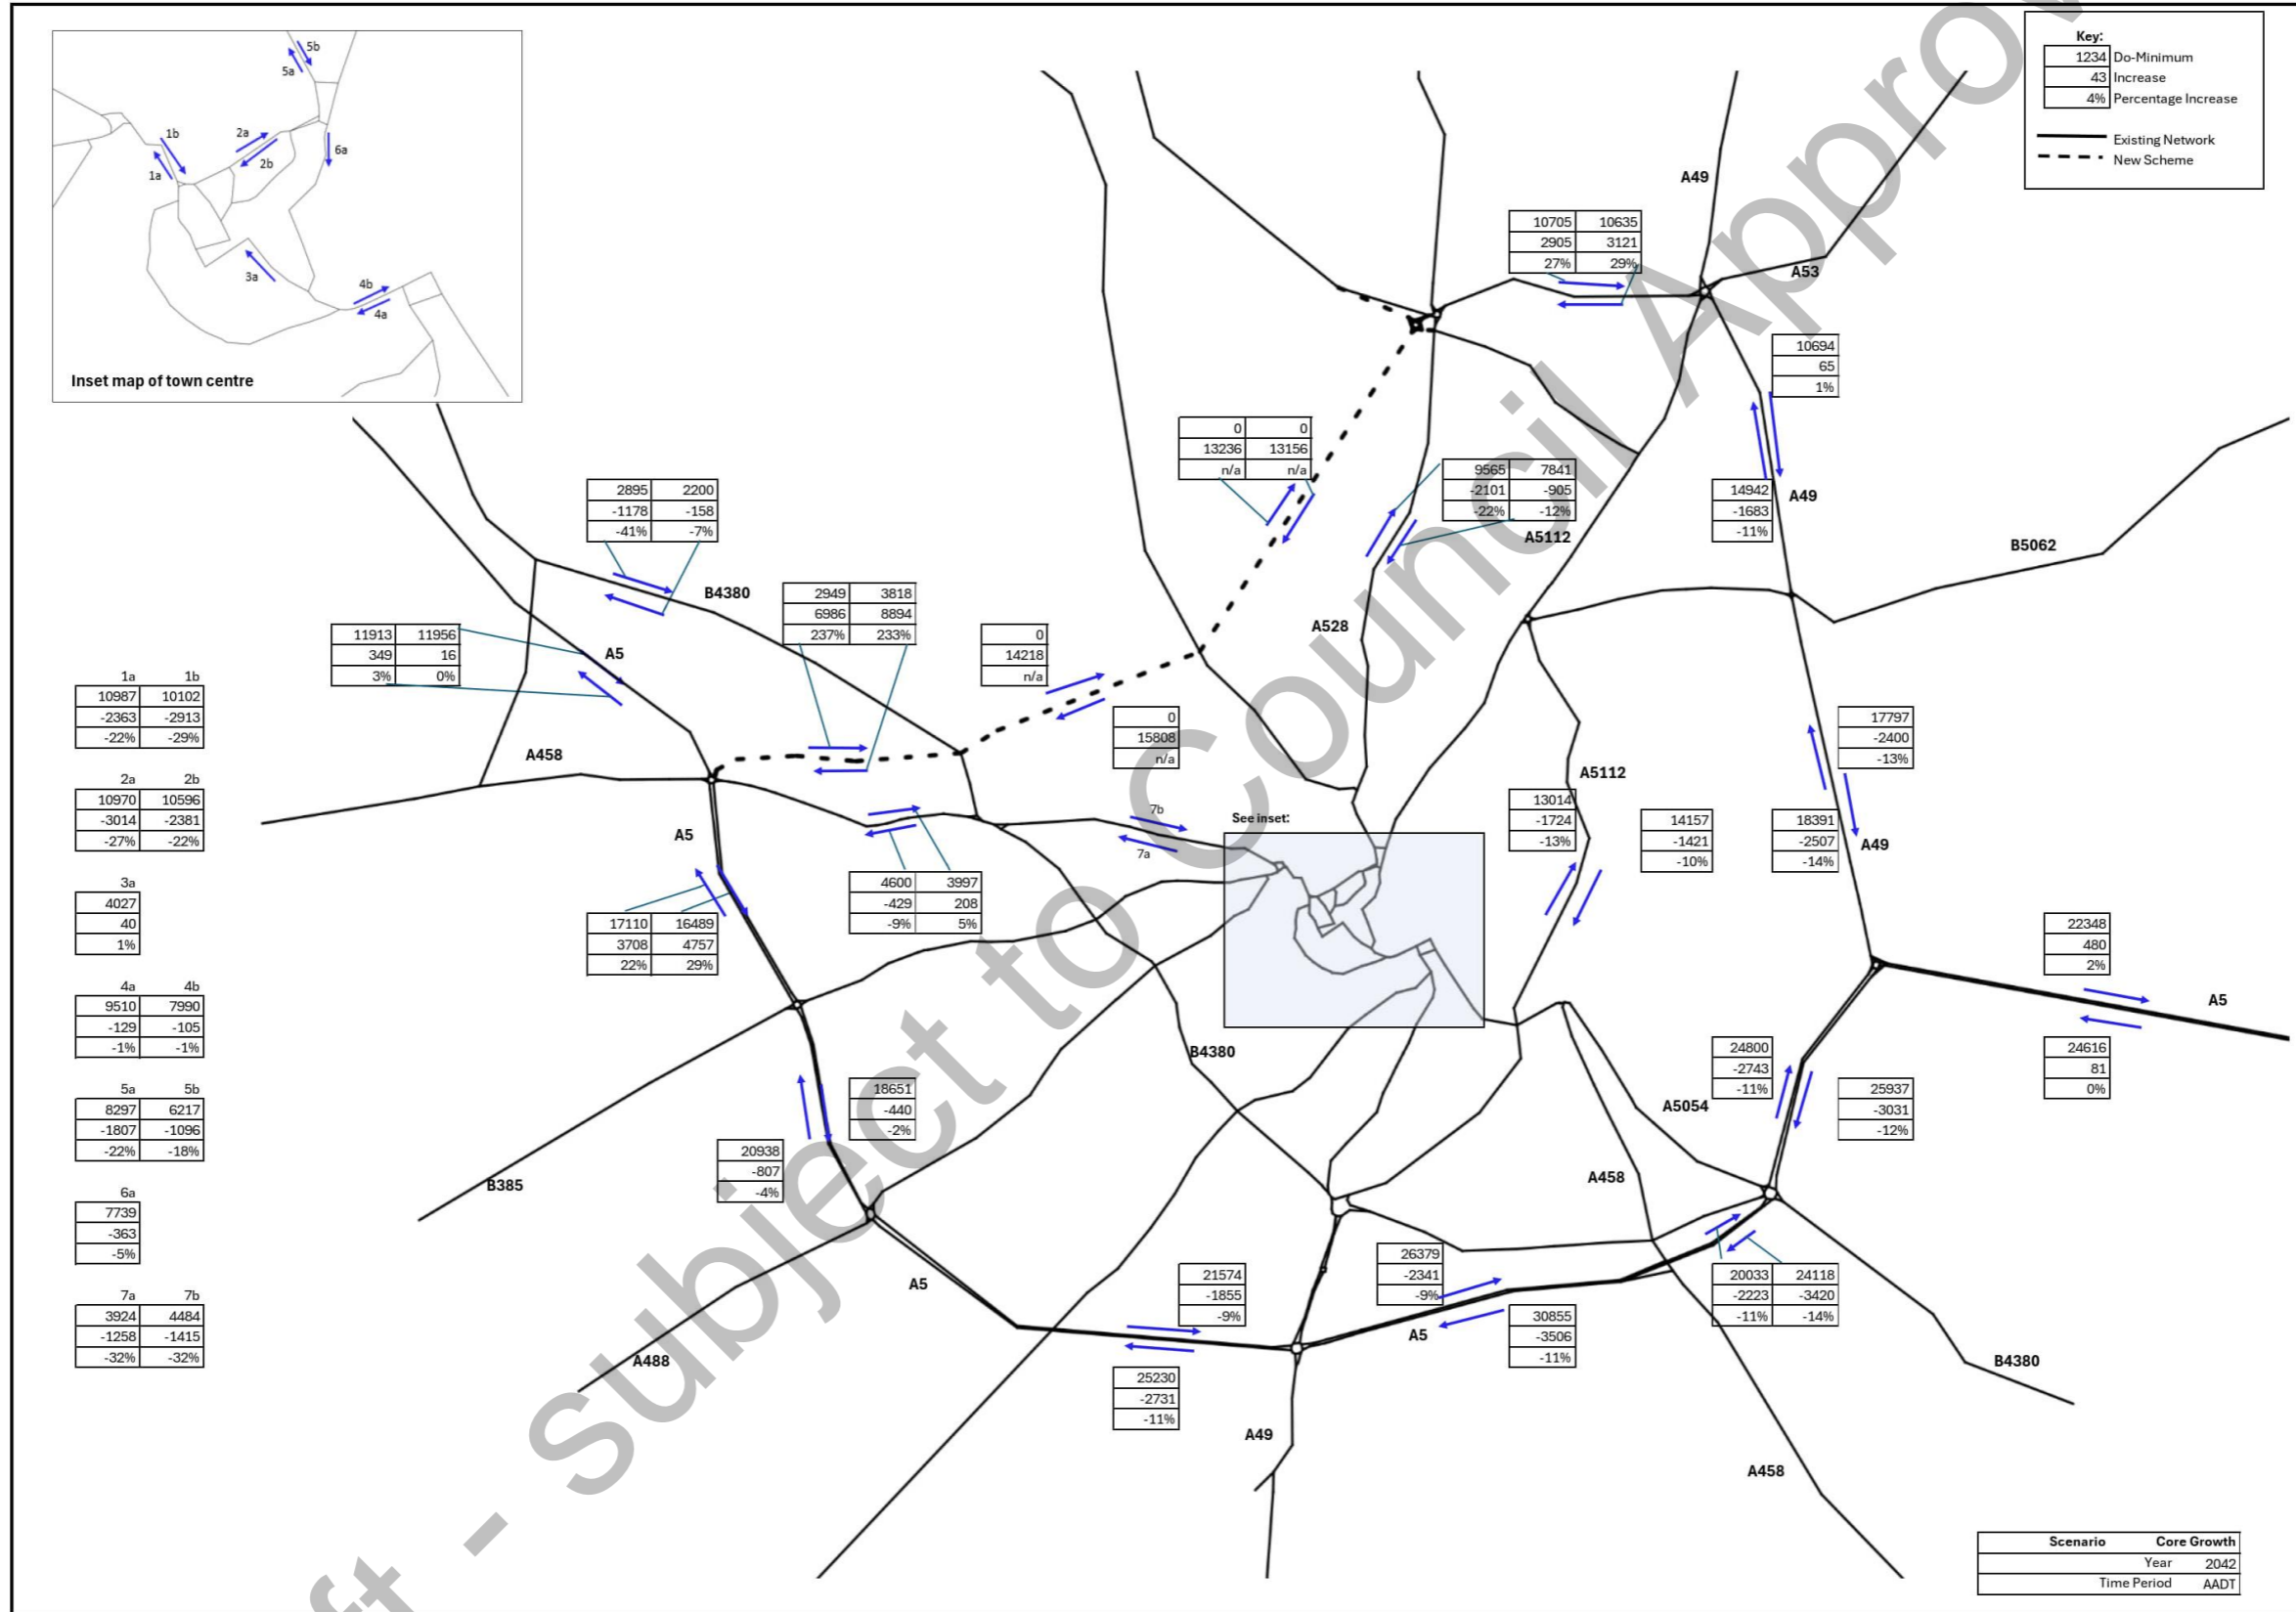 5b
5a
1b
2a
2b
6a
1a
3a
4b
4a
Inset map of town centre
Key:
1234 Do-Minimum
43 Increase
4% Percentage Increase
Existing Network
New Scheme
A49
10705 10635
2905 3121
27% 29%
A53
10694
65
1%
0 0
13236 13156
n/a n/a
9565 7841
-2101 -905
-22% -12%
A5112
2895 2200
-1178 -158
-41% -7%
14942
-1683
-11%
A49
B5062
B4380
2949 3818
6986 8894
237% 233%
11913 11956
349 16
3% 0%
A5
0
14218
n/a
A528
1a 1b
10987 10102
-2363 -2913
-22% -29%
0
15808
n/a
17797
-2400
-13%
A458
2a 2b
10970 10596
-3014 -2381
-27% -22%
A5112
13014
-1724
-13%
14157
-1421
-10%
18391
-2507
-14%
A49
A5
7b
7a
See inset:
3a
4027
40
1%
4600 3997
-429 208
-9% 5%
17110 16489
3708 4757
22% 29%
22348
480
2%
A5
4a 4b
9510 7990
-129 -105
-1% -1%
B4380
24800
-2743
-11%
24616
81
0%
5a 5b
8297 6217
-1807 -1096
-22% -18%
18651
-440
-2%
25937
-3031
-12%
A5054
20938
-807
-4%
B385
A458
6a
7739
-363
-5%
A5
21574
-1855
-9%
26379
-2341
-9%
20033 24118
-2223 -3420
-11% -14%
7a 7b
3924 4484
-1258 -1415
-32% -32%
A5
30855
-3506
-11%
A488
25230
-2731
-11%
B4380
A49
A458
Scenario Core Growth
Year 2042
Time Period AADT
- subject to Council